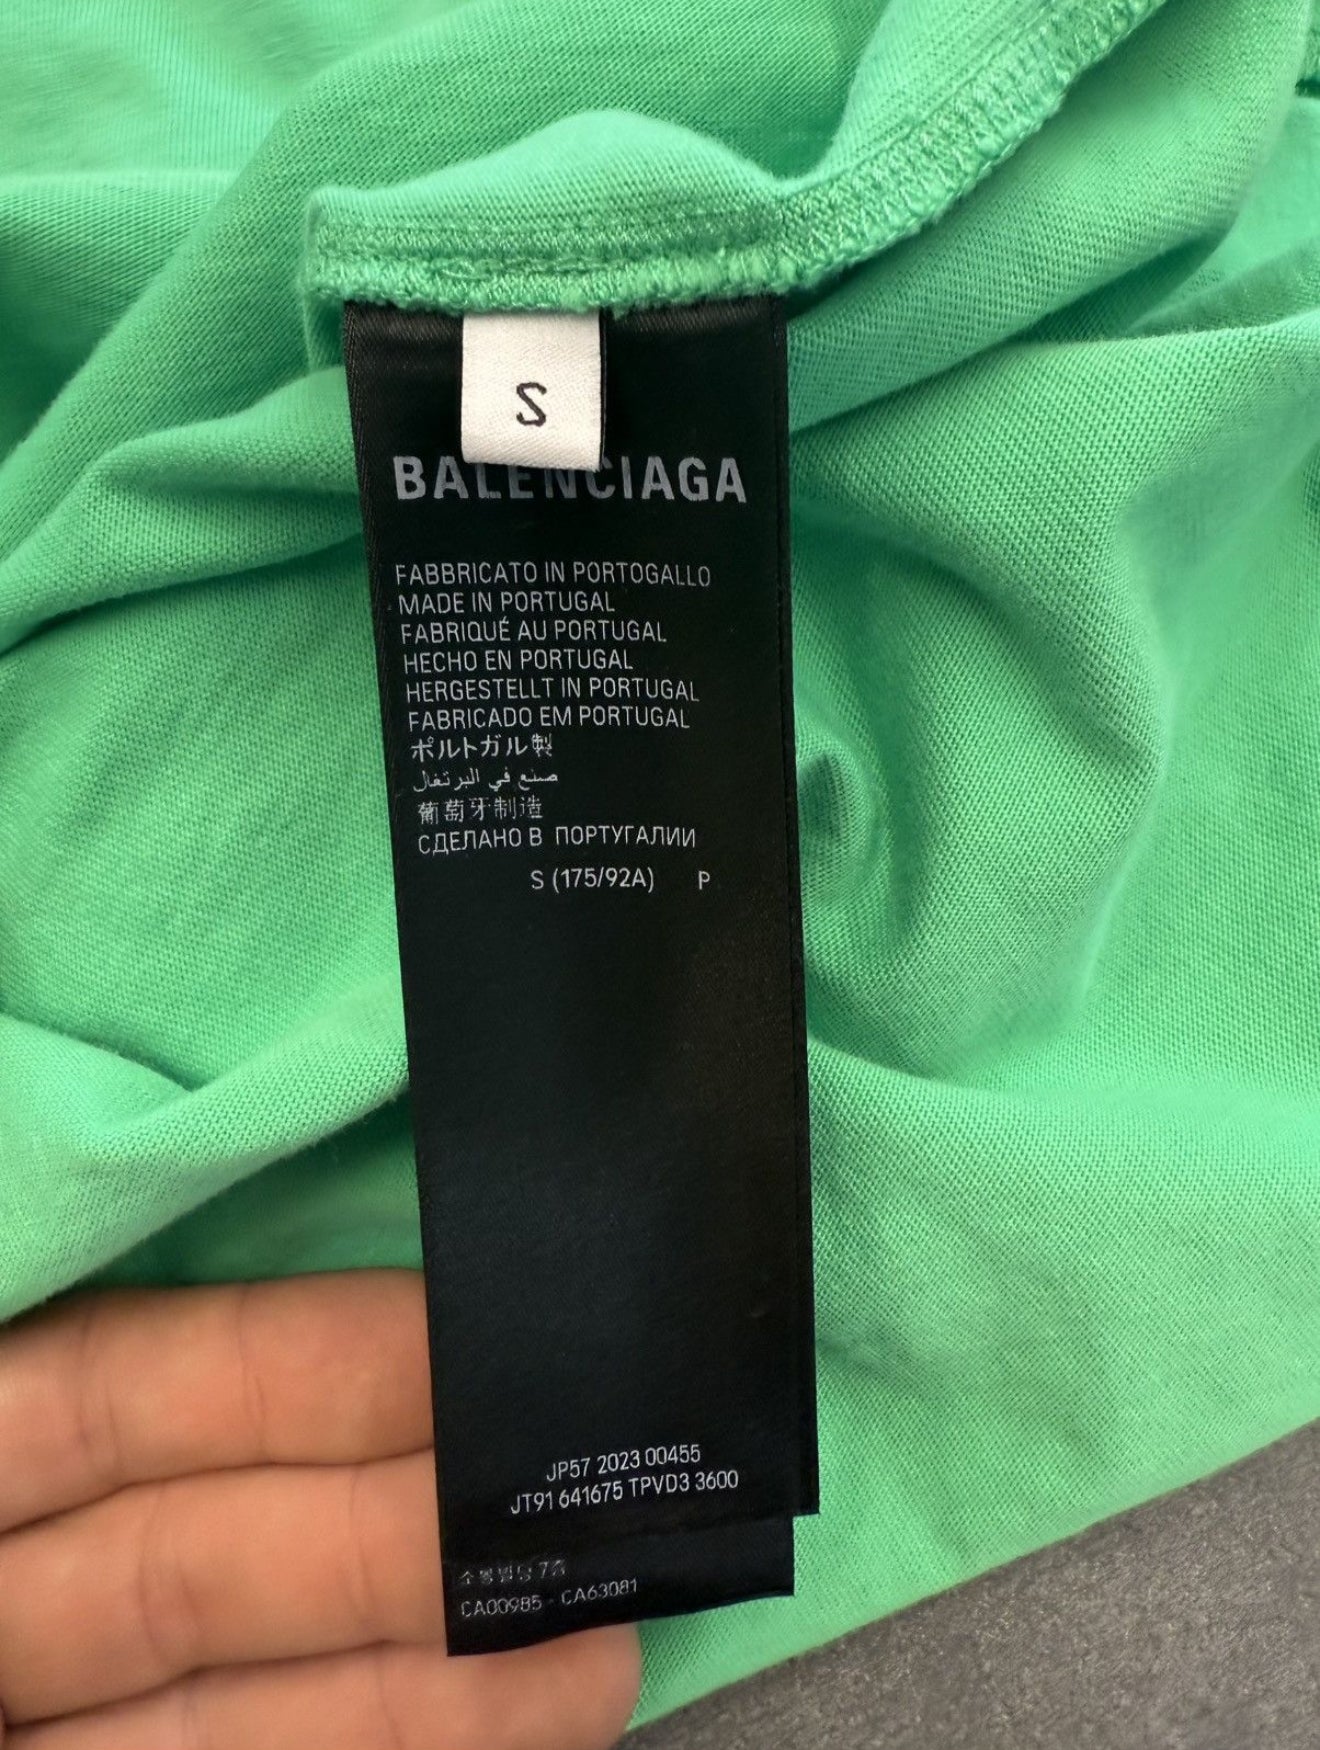 S
BALENCIAGA
FABBRICATO IN PORTOGALLO
MADE IN PORTUGAL
FABRIQUÉ AU PORTUGAL
HECHO EN PORTUGAL
HERGESTELLT IN PORTUGAL
FABRICADO EM PORTUGAL
ポルトガル製
صنع في البرتغال
葡萄牙制造
СДЕЛАНО В ПОРТУГАЛИИ
S (175/92A) P
JP57 2023 00455
JT91 641675 TPVD3 3600
7층
CA00985 - CA63081